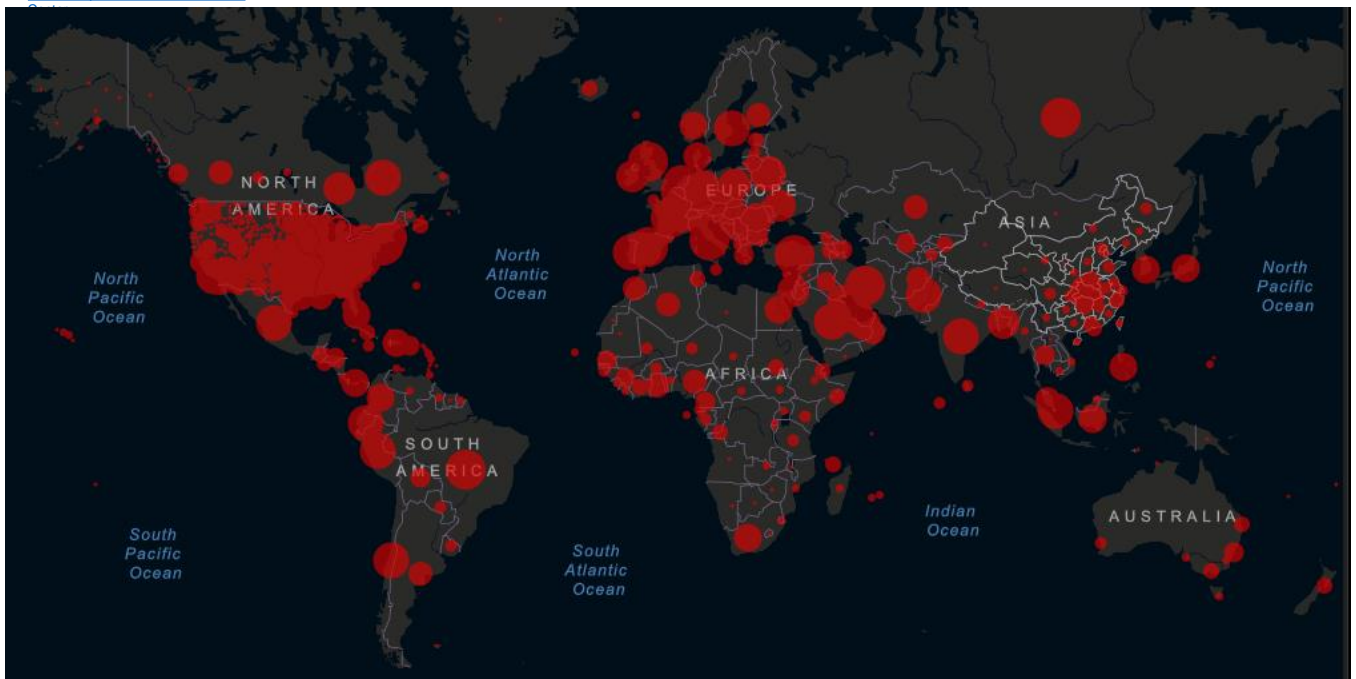 NORTH
AMERICA
EUROPE
ASIA
North
Pacific
Ocean
North
Atlantic
Ocean
North
Pacific
Ocean
AFRICA
SOUTH
AMERICA
South
Pacific
Ocean
South
Atlantic
Ocean
Indian
Ocean
AUSTRALIA